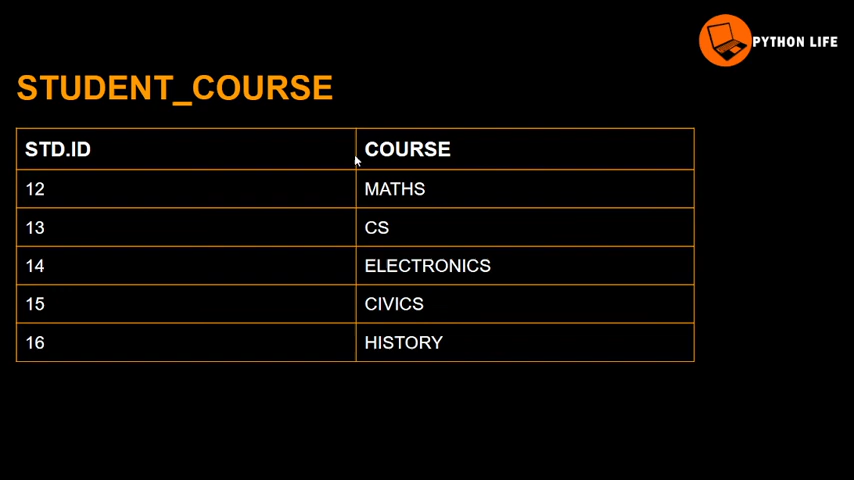 PYTHON LIFE
STUDENT_COURSE
STD.ID COURSE
12 MATHS
13 CS
14 ELECTRONICS
15 CIVICS
16 HISTORY